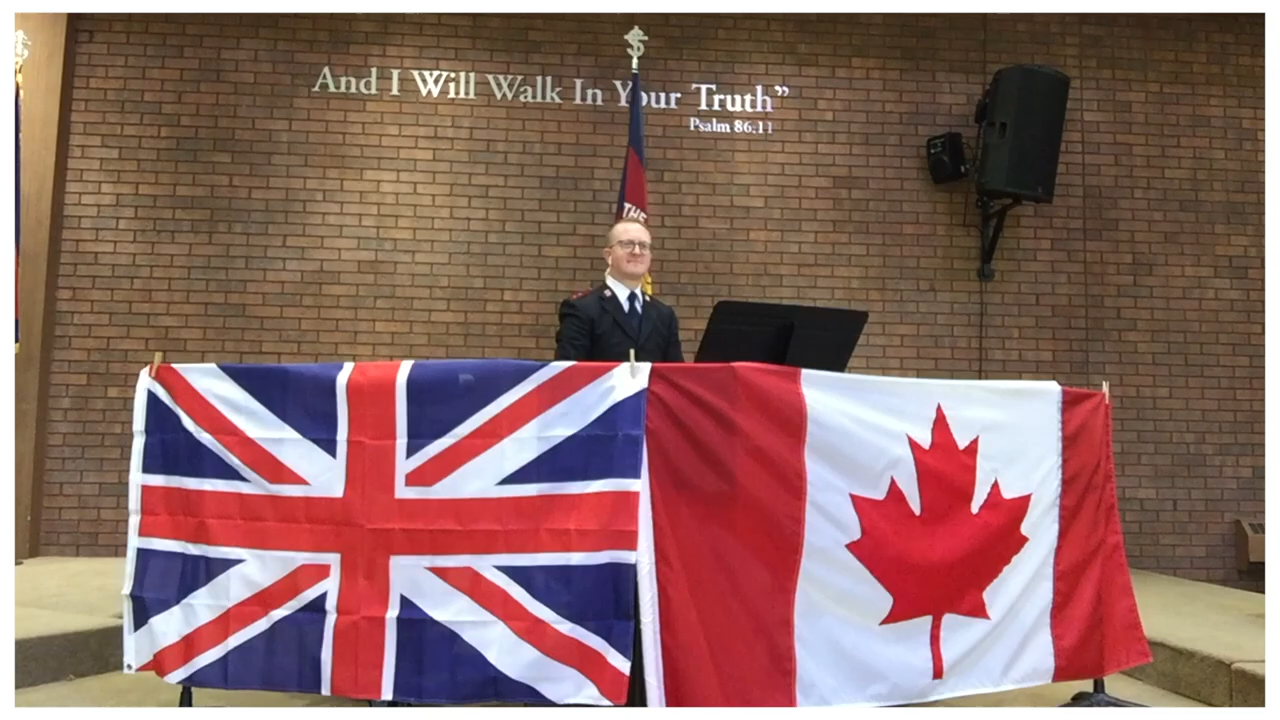 And I Will Walk In Your Truth”
Psalm 86.11
THE